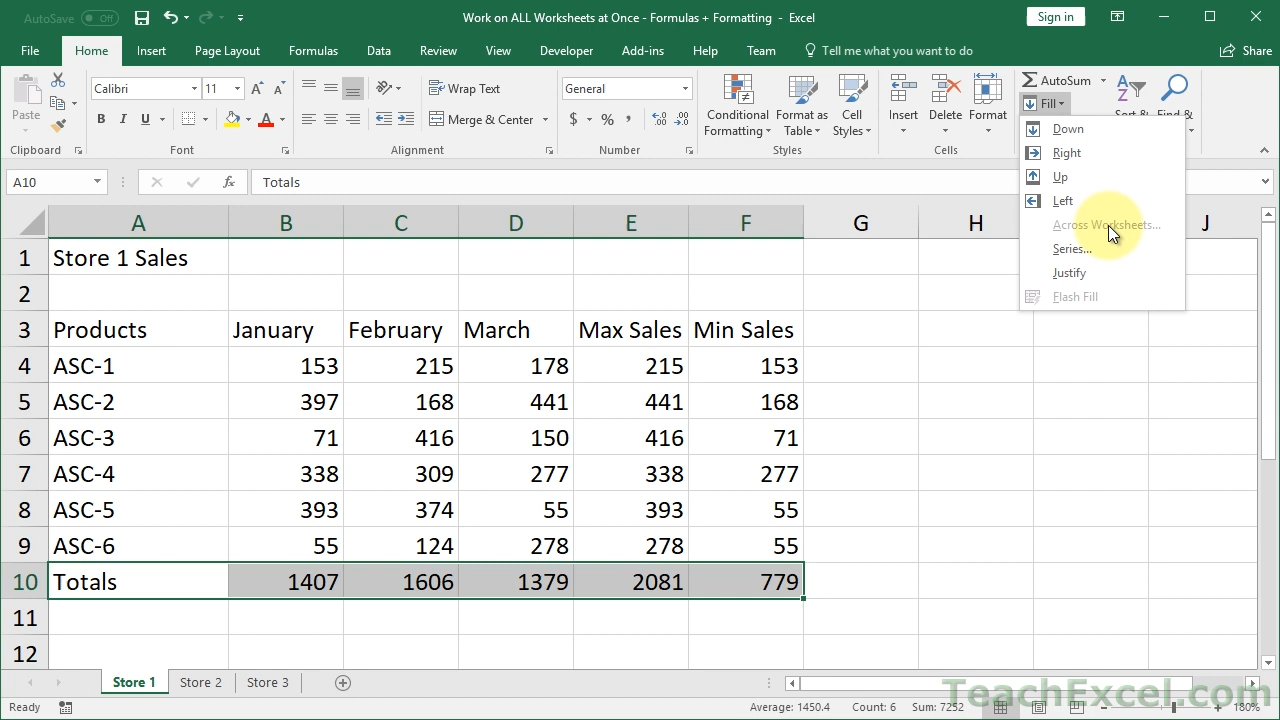 AutoSave Off Work on ALL Worksheets at Once - Formulas + Formatting - Excel Sign in
File Home Insert Page Layout Formulas Data Review View Developer Add-ins Help Team Tell me what you want to do Share
Paste Calibri 11 Wrap Text General Conditional Format as Cell Insert Delete Format AutoSum
B I U Merge & Center $ % , Formatting Table Styles Fill
Clipboard Font Alignment Number Styles Cells
Down
Right
Up
Left
Across Worksheets...
Series...
Justify
Flash Fill
A10 fx Totals
A B C D E F G H J
1 Store 1 Sales
2
3 Products January February March Max Sales Min Sales
4 ASC-1 153 215 178 215 153
5 ASC-2 397 168 441 441 168
6 ASC-3 71 416 150 416 71
7 ASC-4 338 309 277 338 277
8 ASC-5 393 374 55 393 55
9 ASC-6 55 124 278 278 55
10 Totals 1407 1606 1379 2081 779
11
12
Store 1 Store 2 Store 3
Ready Average: 1450.4 Count: 6 Sum: 7252 180%
TeachExcel.com